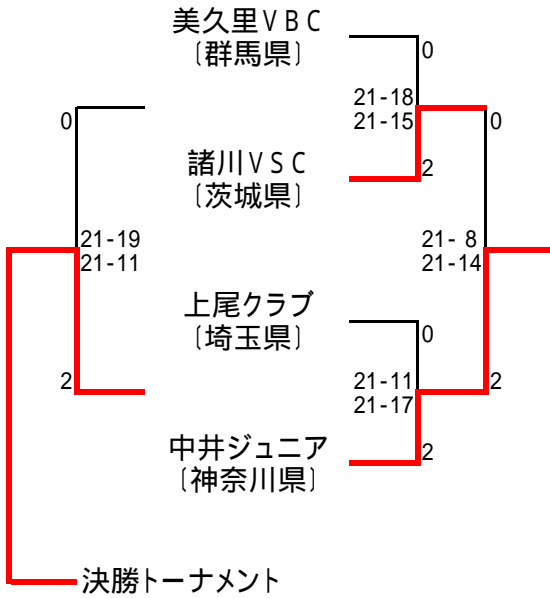 美久里VBC
〔群馬県〕
0
21-18
21-15
0
0
諸川VSC
〔茨城県〕
2
21-19
21-11
21- 8
21-14
上尾クラブ
〔埼玉県〕
0
2
21-11
21-17
2
中井ジュニア
〔神奈川県〕
2
決勝トーナメント